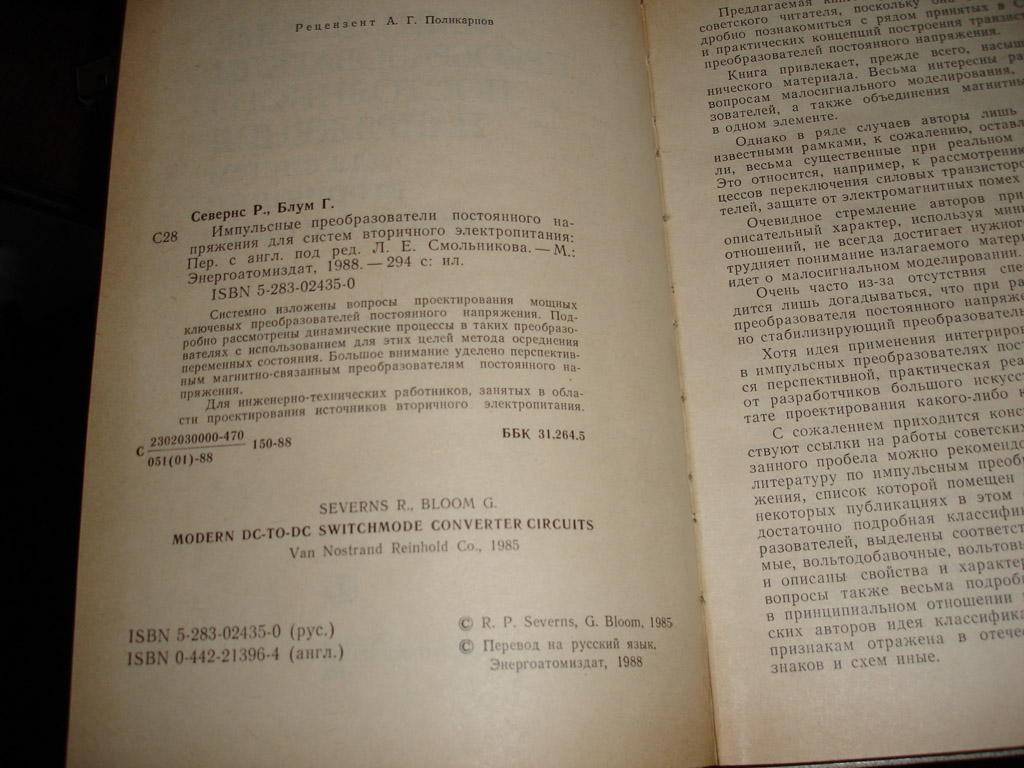 Рецензент А. Г. Поликарпов
Севернс Р., Блум Г.
С28 Импульсные преобразователи постоянного на-
пряжения для систем вторичного электропитания:
Пер. с англ. под ред. Л. Е. Смольникова. — М.:
Энергоатомиздат, 1988. — 294 с: ил.
ISBN 5-283-02435-0
Системно изложены вопросы проектирования мощных
ключевых преобразователей постоянного напряжения. Под-
робно рассмотрены динамические процессы в таких преобразо-
вателях с использованием для этих целей метода осреднения
переменных состояния. Большое внимание уделено перспектив-
ным магнитно-связанным преобразователям постоянного на-
пряжения.
Для инженерно-технических работников, занятых в обла-
сти проектирования источников вторичного электропитания.
С 2302030000-470 150-88
051(01)-88
ББК 31.264.5
SEVERNS R., BLOOM G.
MODERN DC-TO-DC SWITCHMODE CONVERTER CIRCUITS
Van Nostrand Reinhold Co., 1985
ISBN 5-283-02435-0 (рус.)
ISBN 0-442-21396-4 (англ.)
© R. P. Severns, G. Bloom, 1985
© Перевод на русский язык,
Энергоатомиздат, 1988
Предлагаемая
советского читателя, поскольку
дробно познакомиться с рядом принятых в
и практических концепций построения
преобразователей постоянного напряжения.
Книга привлекает, прежде всего,
нического материала. Весьма интересны
вопросам малосигнального моделирования,
зователей, а также объединения
в одном элементе.
Однако в ряде случаев авторы лишь
известными рамками, к сожалению,
ли, весьма существенные при реальном
Это относится, например, к
цессов переключения силовых
телей, защите от электромагнитных помех
Очевидное стремление авторов
описательный характер, используя
отношений, не всегда достигает
трудняет понимание излагаемого
идет о малосигнальном моделировании.
Очень часто из-за отсутствия
дится лишь догадываться, что при
преобразователя постоянного
но стабилизирующий
Хотя идея применения
в импульсных преобразователях
ся перспективной, практическая
от разработчиков большого
тате проектирования какого-либо
С сожалением приходится
ствуют ссылки на работы советских
занного пробела можно
литературу по импульсным
жения, список которой помещен
некоторых публикациях в этом
достаточно подробная
разователей, выделены
мые, вольтодобавочные,
и описаны свойства и
вопросы также весьма
в принципиальном отношении
ских авторов идея
признакам отражена в
знаков и схем иные.